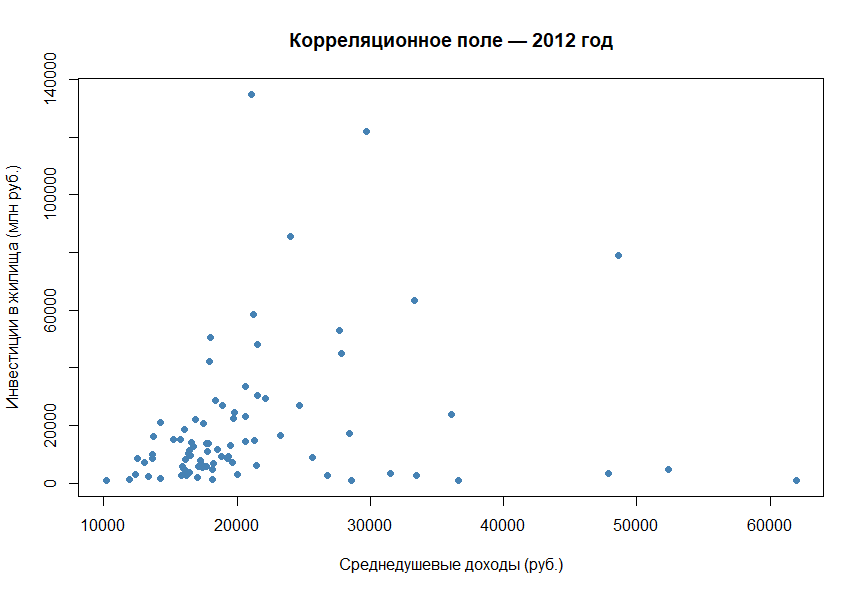 Корреляционное поле — 2012 год
Инвестиции в жилища (млн руб.)
140000
100000
60000
20000
0
10000 20000 30000 40000 50000 60000
Среднедушевые доходы (руб.)